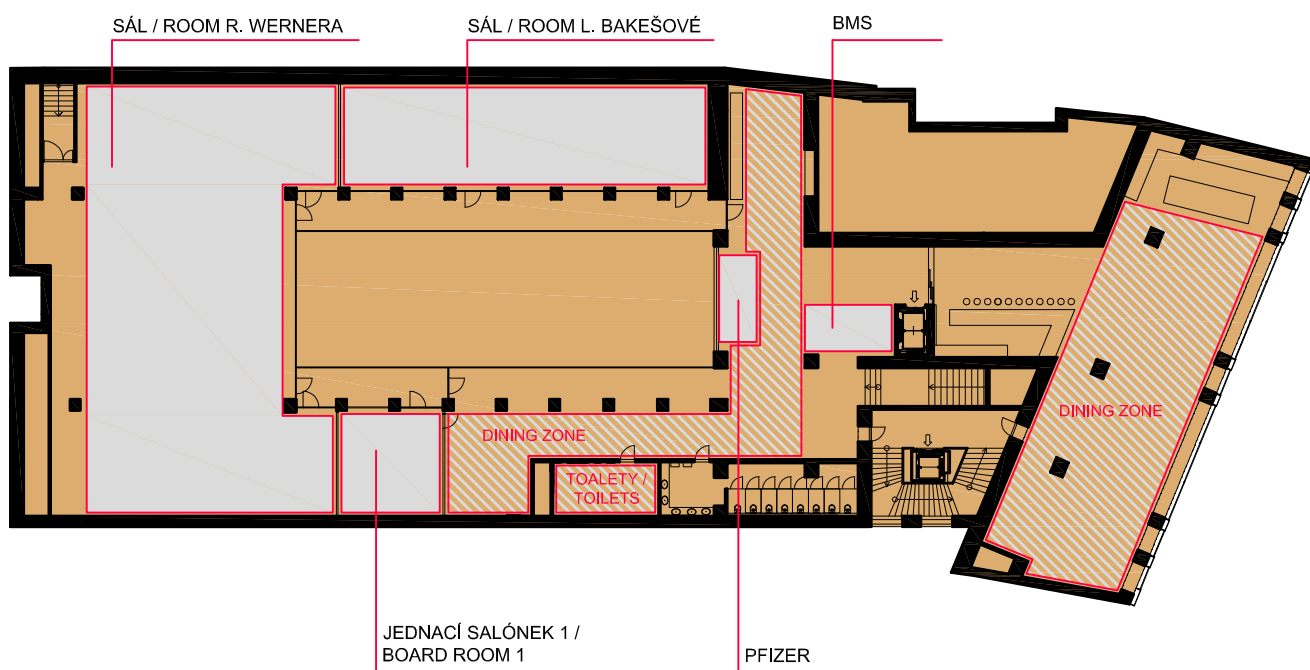 SÁL / ROOM R. WERNERA
SÁL / ROOM L. BAKEŠOVÉ
BMS
DINING ZONE
DINING ZONE
TOALETY /
TOILETS
JEDNACÍ SALÓNEK 1 /
BOARD ROOM 1
PFIZER